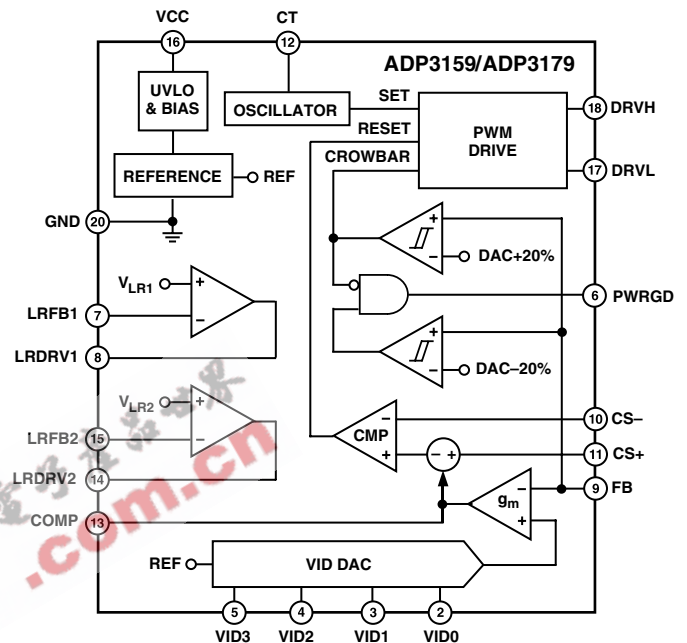 VCC
CT
16
12
ADP3159/ADP3179
UVLO
& BIAS
OSCILLATOR
SET
RESET
CROWBAR
PWM
DRIVE
18 DRVH
17 DRVL
REFERENCE
REF
GND 20
+
−
DAC+20%
VLR1
+
−
LRFB1 7
LRDRV1 8
6 PWRGD
+
−
DAC−20%
VLR2
+
−
LRFB2 15
LRDRV2 14
CMP
−
+
− +
10 CS−
11 CS+
9 FB
gm
−
+
COMP 13
REF
VID DAC
5
4
3
2
VID3
VID2
VID1
VID0
.com.cn